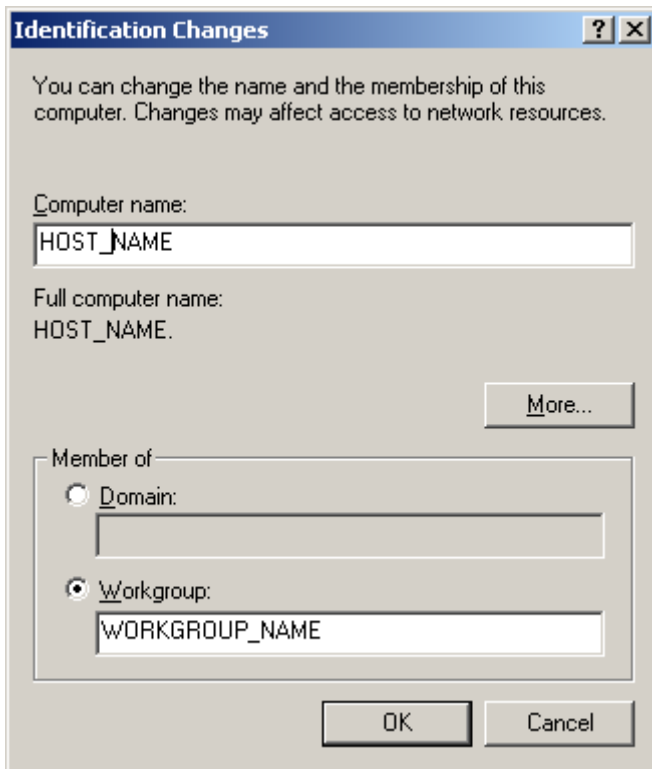 Identification Changes
You can change the name and the membership of this
computer. Changes may affect access to network resources.
Computer name:
HOST_NAME
Full computer name:
HOST_NAME.
More...
Member of
Domain:
Workgroup:
WORKGROUP_NAME
OK Cancel